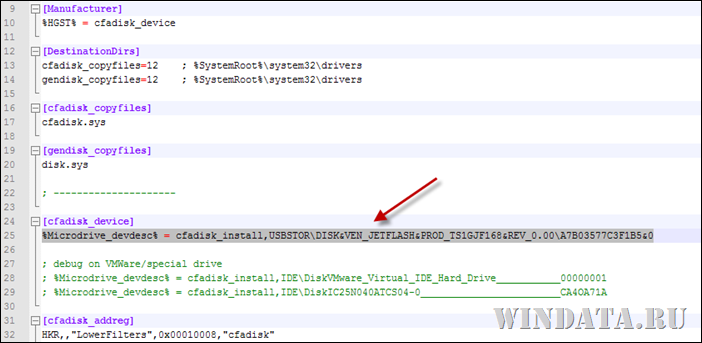 9 [Manufacturer]
10 %HGST% = cfadisk_device
11
12 [DestinationDirs]
13 cfadisk_copyfiles=12 ; %SystemRoot%\system32\drivers
14 gendisk_copyfiles=12 ; %SystemRoot%\system32\drivers
15
16 [cfadisk_copyfiles]
17 cfadisk.sys
18
19 [gendisk_copyfiles]
20 disk.sys
21
22 ; ---------------------
23
24 [cfadisk_device]
25 %Microdrive_devdesc% = cfadisk_install,USBSTOR\DISK&VEN_JETFLASH&PROD_TS1GJF168&REV_0.00\A7B03577C3F1B5&0
26
27 ; debug on VMWare/special drive
28 ; %Microdrive_devdesc% = cfadisk_install,IDE\DiskVMware_Virtual_IDE_Hard_Drive___________00000001
29 ; %Microdrive_devdesc% = cfadisk_install,IDE\DiskIC25N040ATCS04-0________________________CA4OA71A
30
31 [cfadisk_addreg]
32 HKR,,"LowerFilters",0x00010008,"cfadisk"
WINDATA.RU